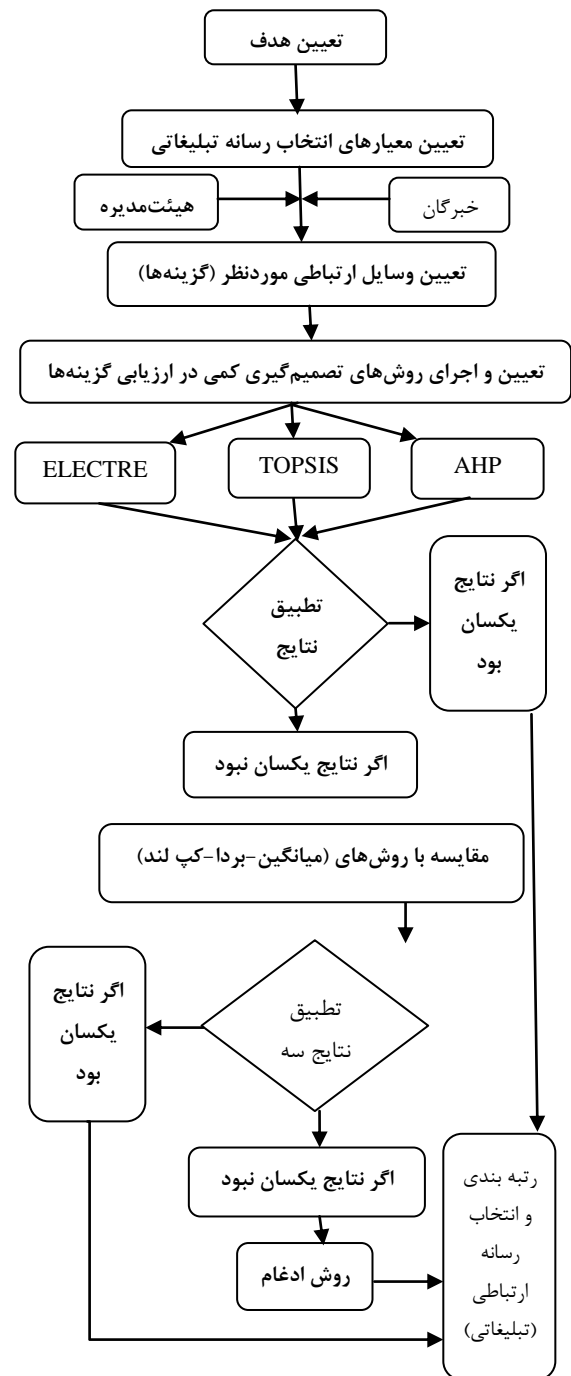 تعیین هدف
تعیین معیارهای انتخاب رسانه تبلیغاتی
خبرگان
هیئت‌مدیره
تعیین وسایل ارتباطی موردنظر (گزینه‌ها)
تعیین و اجرای روش‌های تصمیم‌گیری کمی در ارزیابی گزینه‌ها
AHP
TOPSIS
ELECTRE
تطبیق
نتایج
اگر نتایج
یکسان
بود
اگر نتایج یکسان نبود
مقایسه با روش‌های (میانگین-بردا-کپ لند)
تطبیق
نتایج سه
اگر نتایج
یکسان
بود
اگر نتایج یکسان نبود
روش ادغام
رتبه بندی
و انتخاب
رسانه
ارتباطی
(تبلیغاتی)